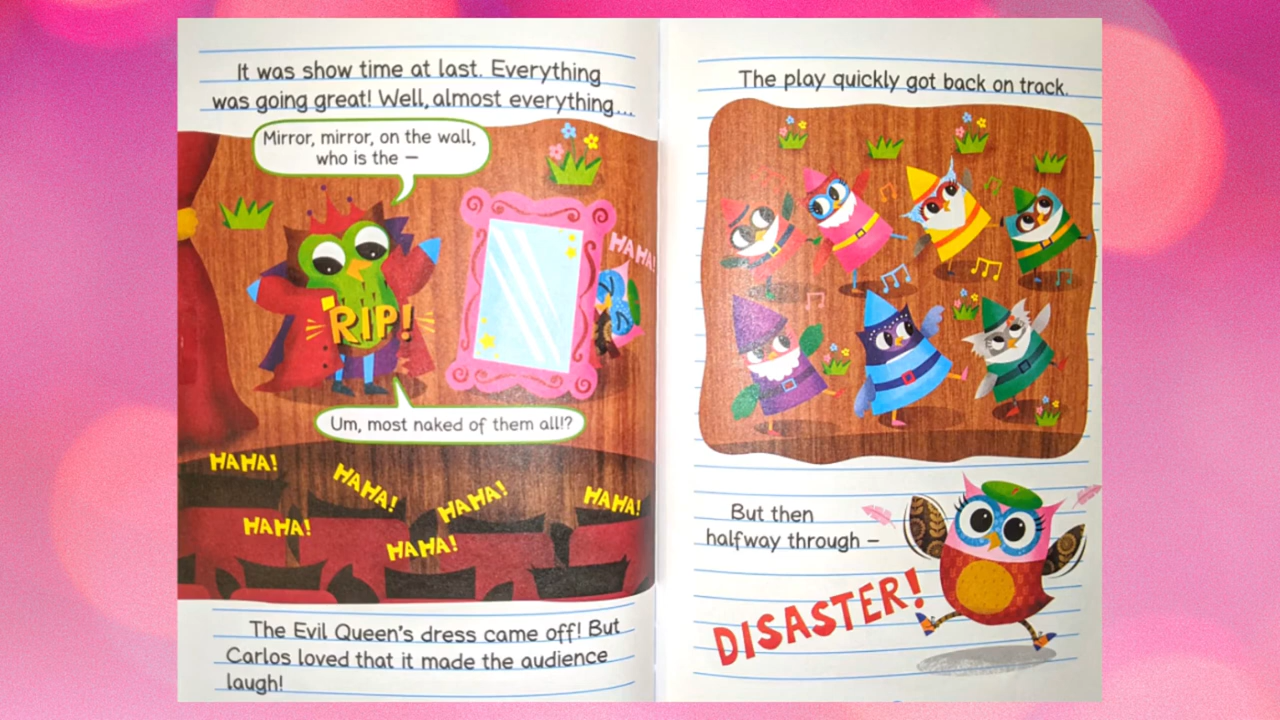 It was show time at last. Everything
was going great! Well, almost everything...
Mirror, mirror, on the wall,
who is the –
HAHA!
RIP!
Um, most naked of them all!?
HAHA!
HAHA!
HAHA!
HAHA!
HAHA!
HAHA!
The Evil Queen's dress came off! But
Carlos loved that it made the audience
laugh!
The play quickly got back on track.
But then
halfway through –
DISASTER!